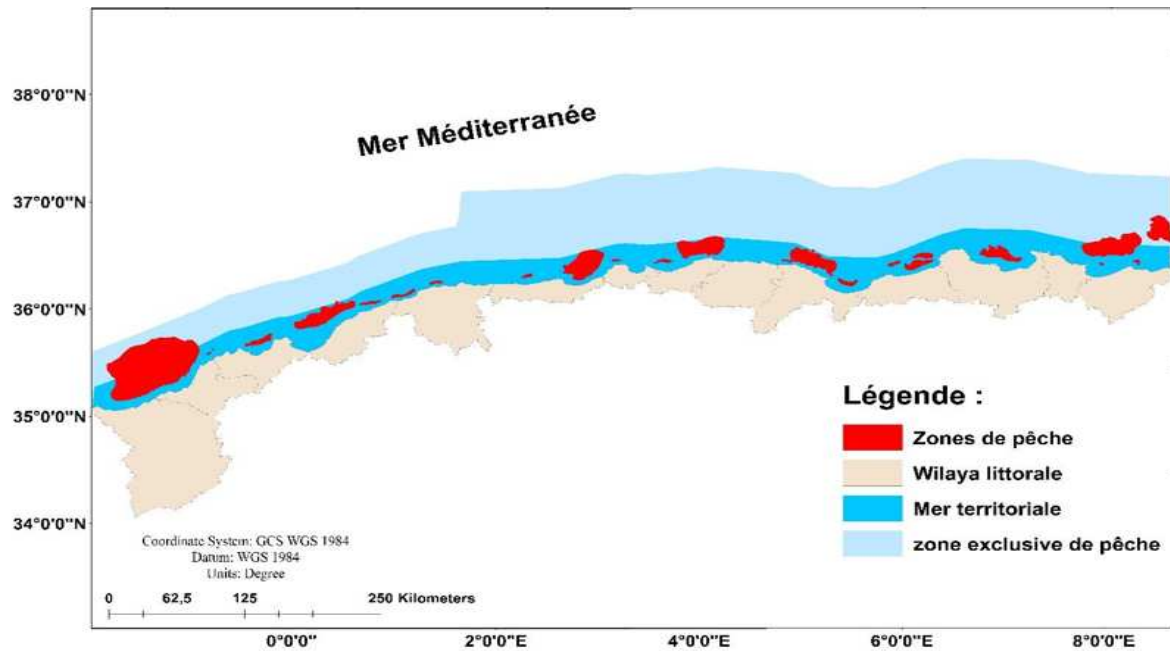 38°0'0"N
Mer Méditerranée
37°0'0"N
36°0'0"N
35°0'0"N
34°0'0"N
Légende :
Zones de pêche
Wilaya littorale
Mer territoriale
zone exclusive de pêche
Coordinate System: GCS WGS 1984
Datum: WGS 1984
Units: Degree
0 62,5 125 250 Kilometers
0°0'0" 2°0'0"E 4°0'0"E 6°0'0"E 8°0'0"E